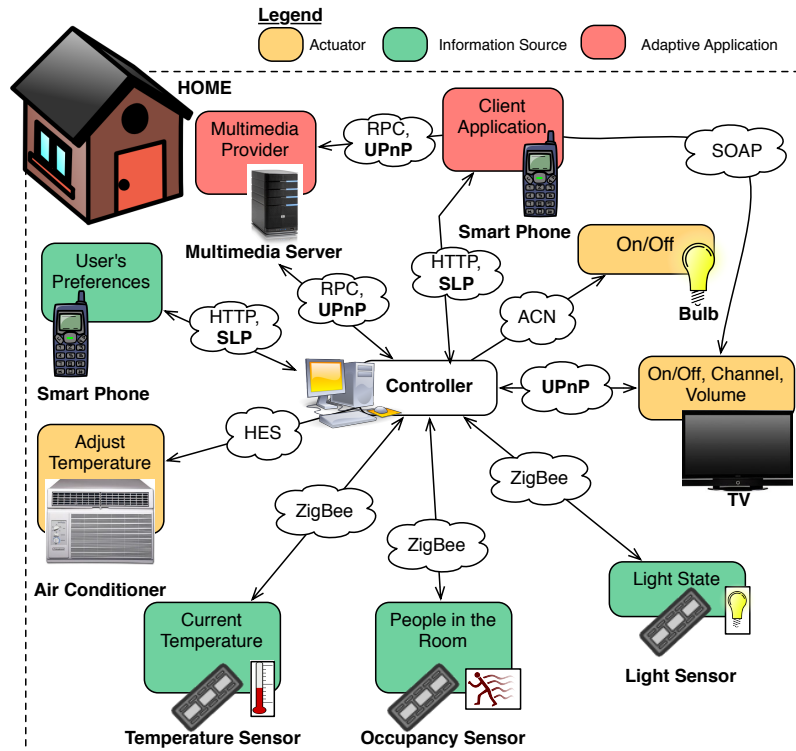 Legend
Actuator
Information Source
Adaptive Application
HOME
Multimedia
Provider
RPC,
UPnP
Client
Application
SOAP
Multimedia Server
Smart Phone
On/Off
Bulb
User's
Preferences
HTTP,
SLP
RPC,
UPnP
HTTP,
SLP
ACN
Smart Phone
Controller
UPnP
On/Off, Channel,
Volume
TV
Adjust
Temperature
HES
Air Conditioner
ZigBee
ZigBee
ZigBee
Current
Temperature
People in the
Room
Light State
Light Sensor
Temperature Sensor
Occupancy Sensor